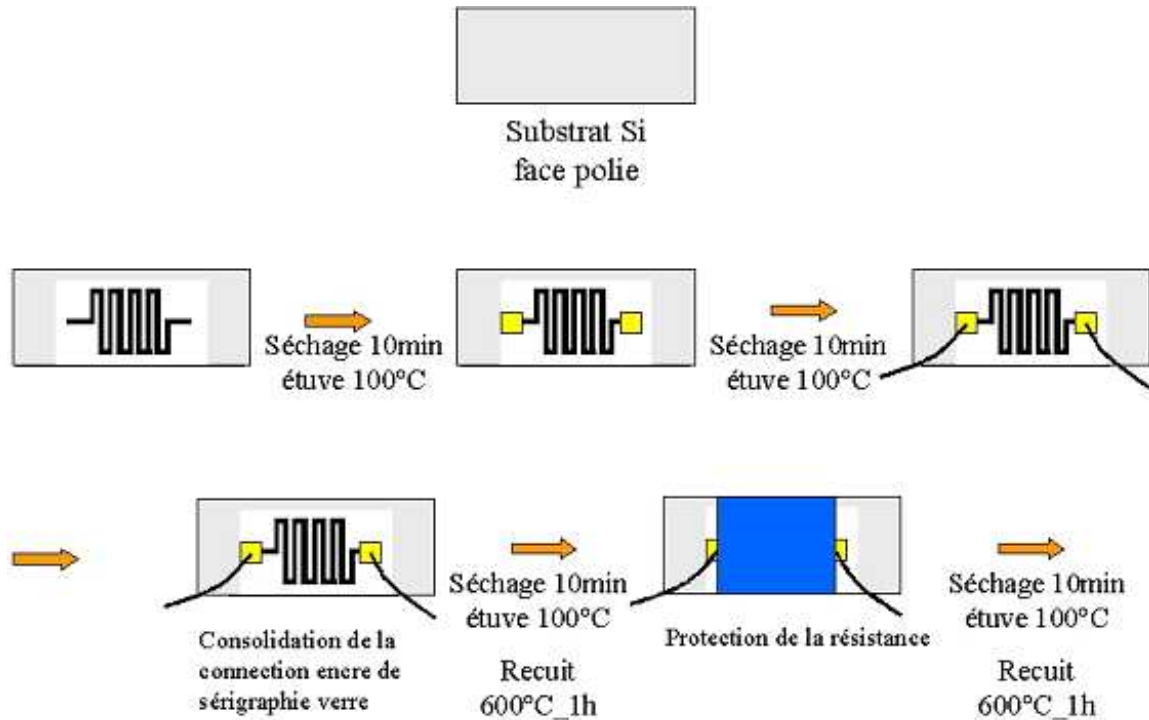 Substrat Si
face polie
Séchage 10min
étuve 100°C
Séchage 10min
étuve 100°C
Consolidation de la
connection encre de
sérigraphie verre
Séchage 10min
étuve 100°C
Recuit
600°C_1h
Protection de la résistance
Séchage 10min
étuve 100°C
Recuit
600°C_1h